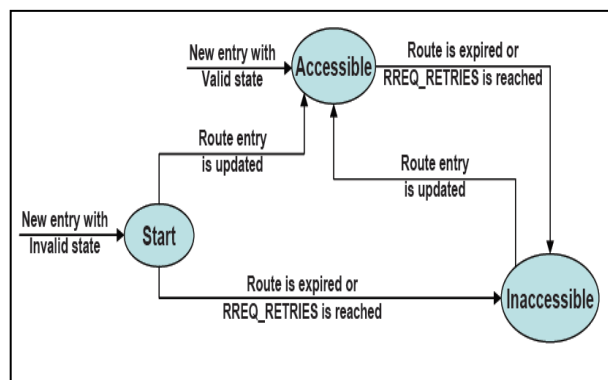 New entry with
Valid state
Accessible
Route is expired or
RREQ_RETRIES is reached
Route entry
is updated
Route entry
is updated
New entry with
Invalid state
Start
Route is expired or
RREQ_RETRIES is reached
Inaccessible